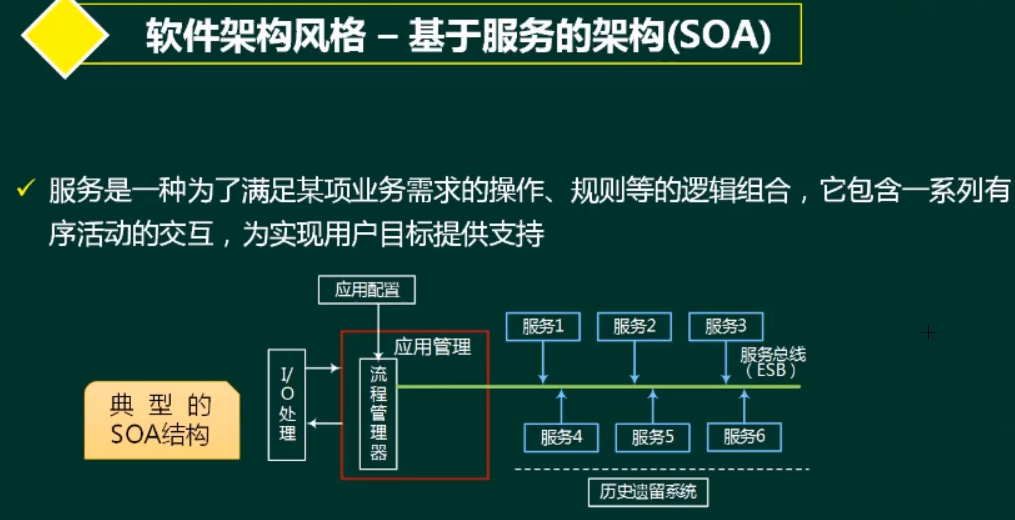 软件架构风格 – 基于服务的架构(SOA)
服务是一种为了满足某项业务需求的操作、规则等的逻辑组合，它包含一系列有
序活动的交互，为实现用户目标提供支持
应用配置
服务1
服务2
服务3
应用管理
服务总线
（ESB）
I/O处理
流程管理器
典型的
SOA结构
服务4
服务5
服务6
历史遗留系统